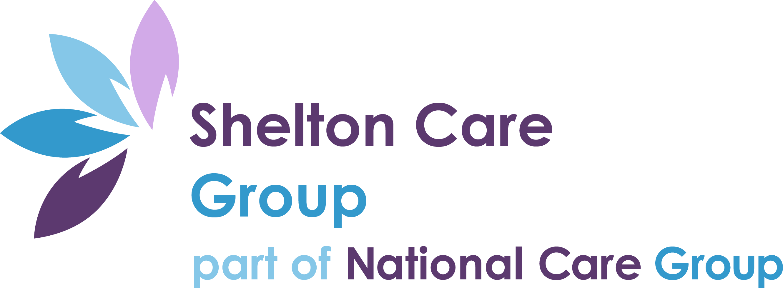 Shelton Care
Group
part of National Care Group